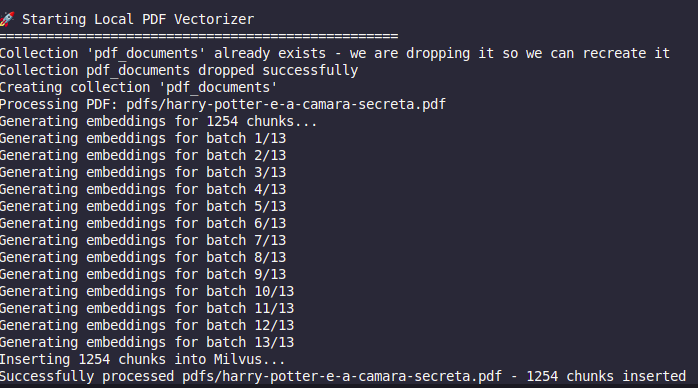 🚀 Starting Local PDF Vectorizer
==================================================
Collection 'pdf_documents' already exists - we are dropping it so we can recreate it
Collection pdf_documents dropped successfully
Creating collection 'pdf_documents'
Processing PDF: pdfs/harry-potter-e-a-camara-secreta.pdf
Generating embeddings for 1254 chunks...
Generating embeddings for batch 1/13
Generating embeddings for batch 2/13
Generating embeddings for batch 3/13
Generating embeddings for batch 4/13
Generating embeddings for batch 5/13
Generating embeddings for batch 6/13
Generating embeddings for batch 7/13
Generating embeddings for batch 8/13
Generating embeddings for batch 9/13
Generating embeddings for batch 10/13
Generating embeddings for batch 11/13
Generating embeddings for batch 12/13
Generating embeddings for batch 13/13
Inserting 1254 chunks into Milvus...
Successfully processed pdfs/harry-potter-e-a-camara-secreta.pdf - 1254 chunks inserted